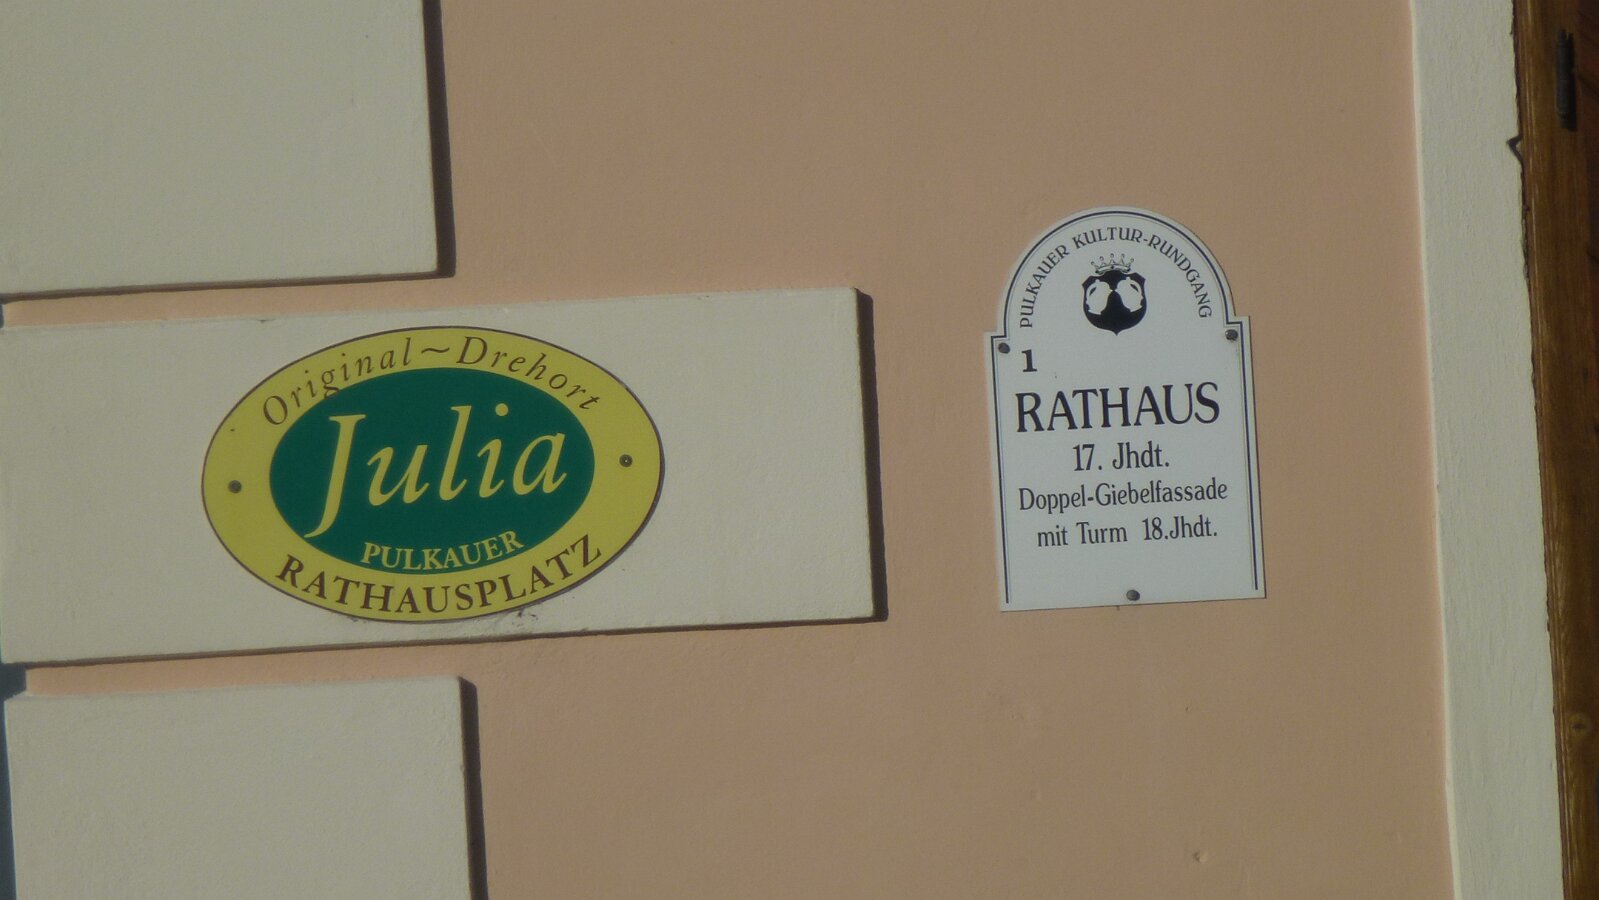 Original~Drehort
Julia
PULKAUER
RATHAUSPLATZ
PULKAUER KULTUR-RUNDGANG
1
RATHAUS
17. Jhdt.
Doppel-Giebelfassade
mit Turm 18.Jhdt.